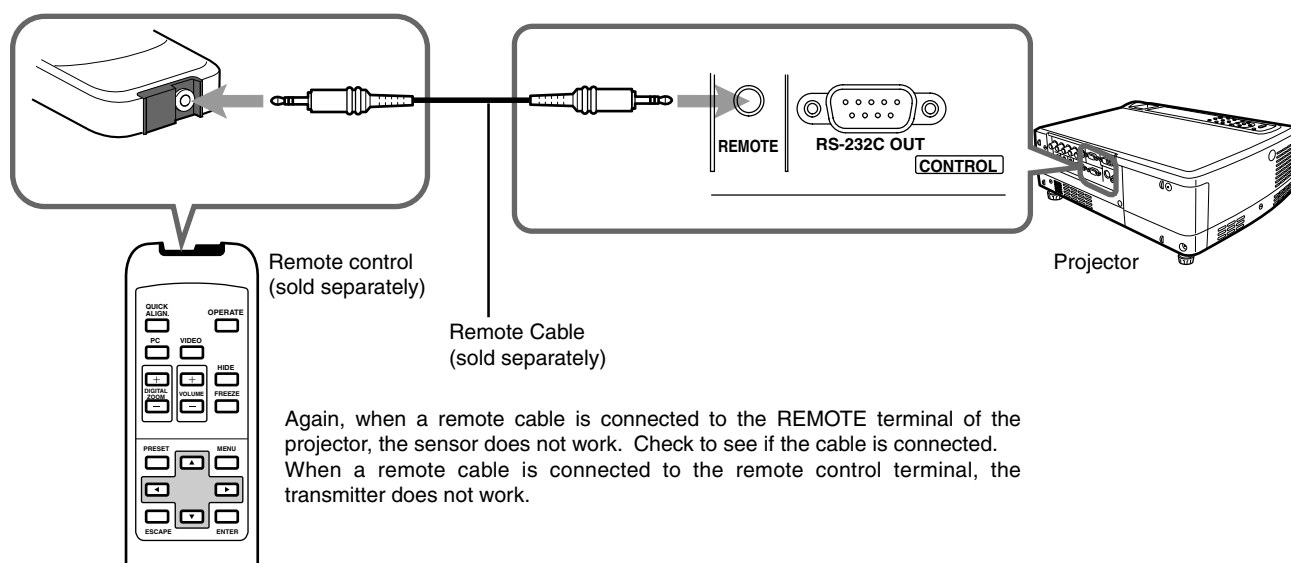 REMOTE
RS-232C OUT
CONTROL
Projector
Remote control
(sold separately)
Remote Cable
(sold separately)
QUICK
ALIGN.
OPERATE
PC VIDEO
HIDE
DIGITAL
ZOOM
VOLUME FREEZE
PRESET MENU
ESCAPE ENTER
Again, when a remote cable is connected to the REMOTE terminal of the
projector, the sensor does not work. Check to see if the cable is connected.
When a remote cable is connected to the remote control terminal, the
transmitter does not work.